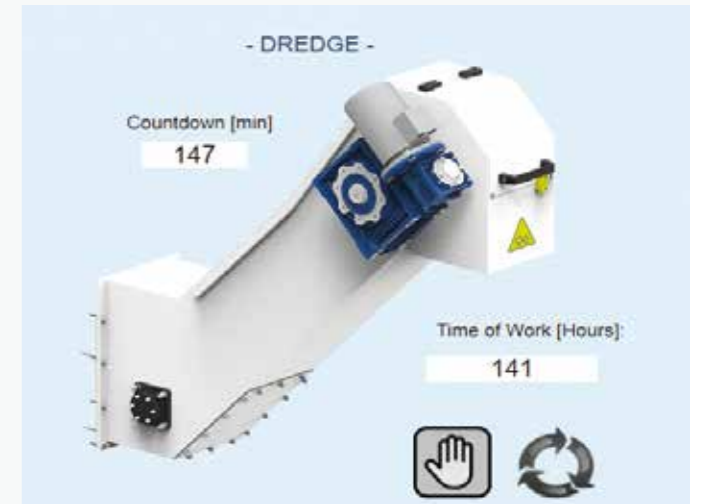 - DREDGE -
Countdown [min]
147
Time of Work [Hours]:
141